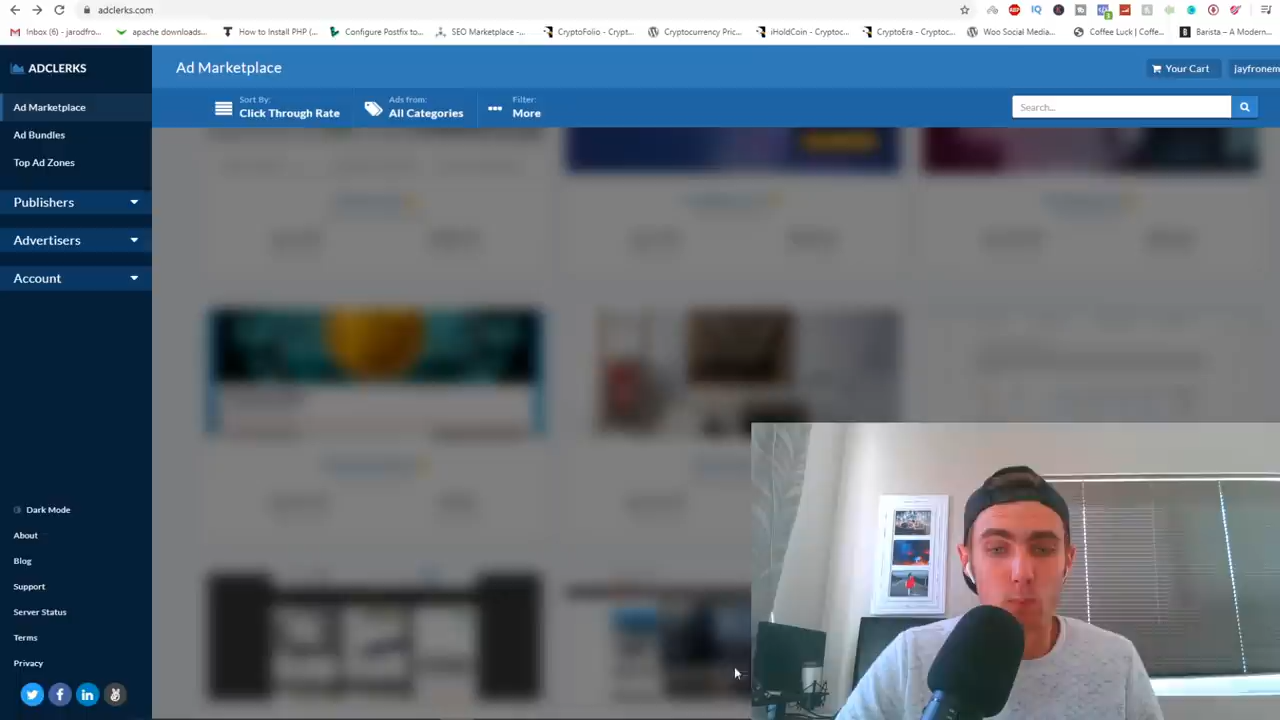 adclerks.com
Inbox (6) - jarodfro...
apache downloads...
How to Install PHP (...
Configure Postfix to...
SEO Marketplace -...
CryptoFolio - Crypt...
Cryptocurrency Pric...
iHoldCoin - Cryptoc...
CryptoEra - Cryptoc...
Woo Social Media...
Coffee Luck | Coffe...
Barista – A Modern...
ADCLERKS
Ad Marketplace
Your Cart
jayfronem
Ad Marketplace
Ad Bundles
Top Ad Zones
Publishers
Advertisers
Account
Sort By:
Click Through Rate
Ads from:
All Categories
Filter:
More
Search...
Dark Mode
About
Blog
Support
Server Status
Terms
Privacy